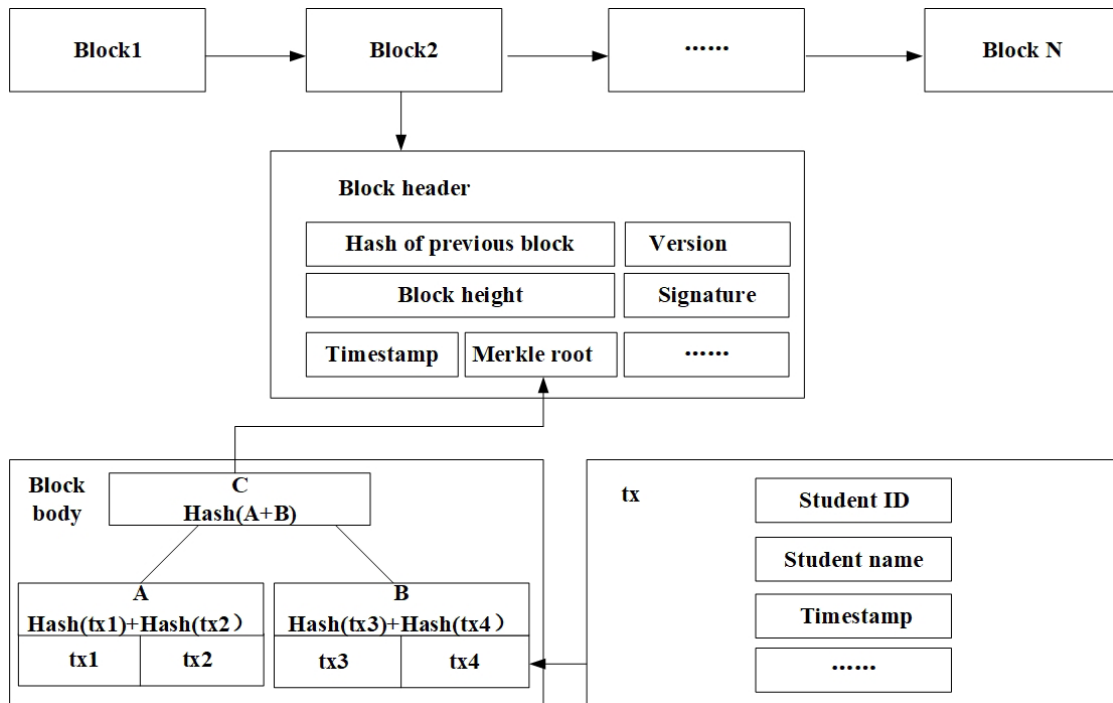 Block1
Block2
······
Block N
Block header
Hash of previous block
Version
Block height
Signature
Timestamp
Merkle root
······
Block
body
C
Hash(A+B)
A
Hash(tx1)+Hash(tx2）
tx1
tx2
B
Hash(tx3)+Hash(tx4）
tx3
tx4
tx
Student ID
Student name
Timestamp
······